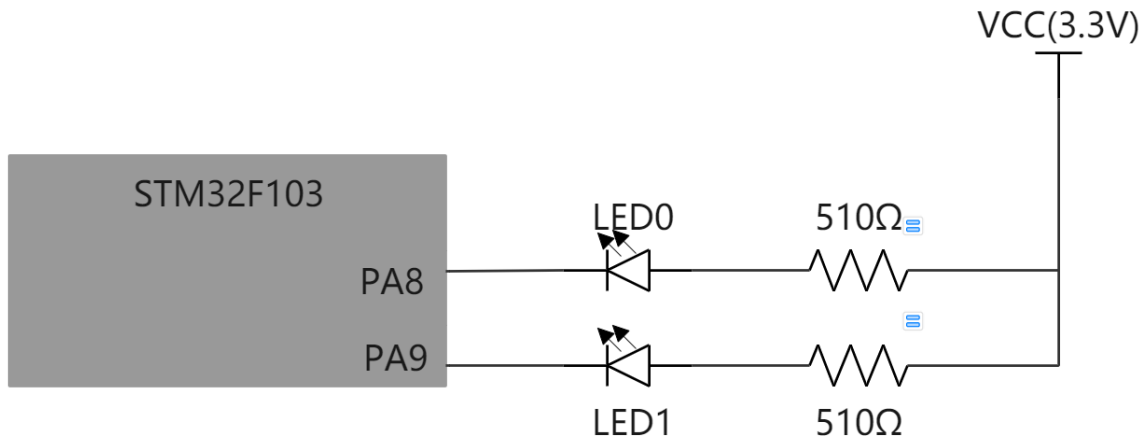 VCC(3.3V)
STM32F103
LED0
510Ω
PA8
PA9
LED1
510Ω